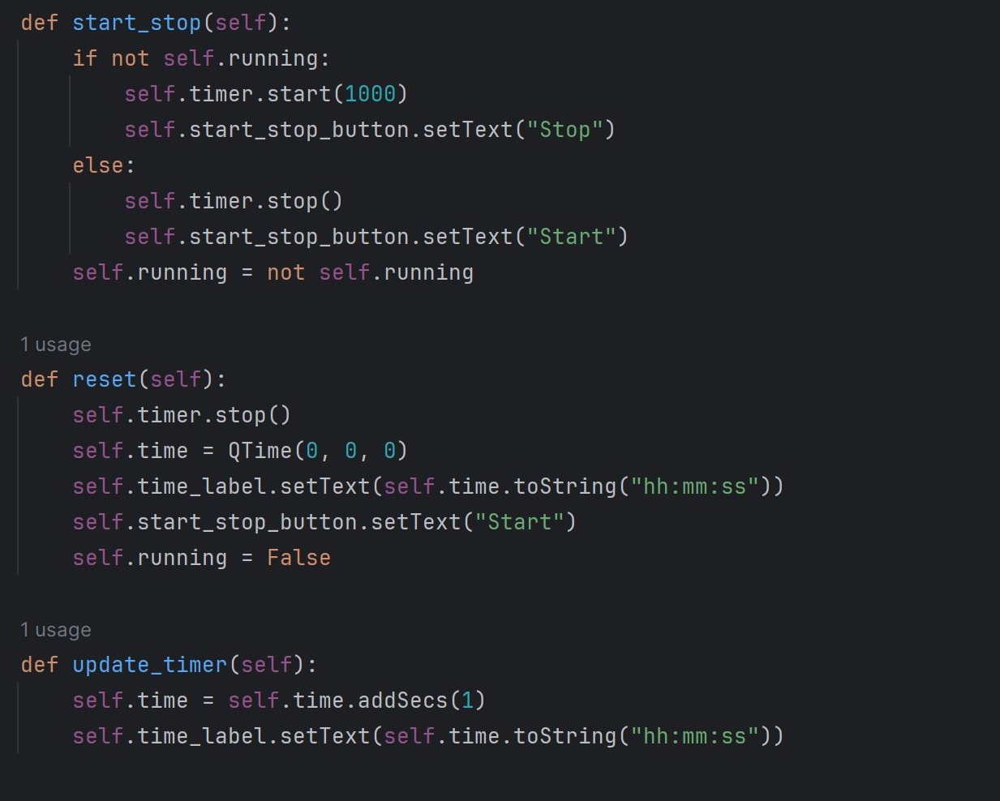 def start_stop(self):
    if not self.running:
        self.timer.start(1000)
        self.start_stop_button.setText("Stop")
    else:
        self.timer.stop()
        self.start_stop_button.setText("Start")
    self.running = not self.running
1 usage
def reset(self):
    self.timer.stop()
    self.time = QTime(0, 0, 0)
    self.time_label.setText(self.time.toString("hh:mm:ss"))
    self.start_stop_button.setText("Start")
    self.running = False
1 usage
def update_timer(self):
    self.time = self.time.addSecs(1)
    self.time_label.setText(self.time.toString("hh:mm:ss"))